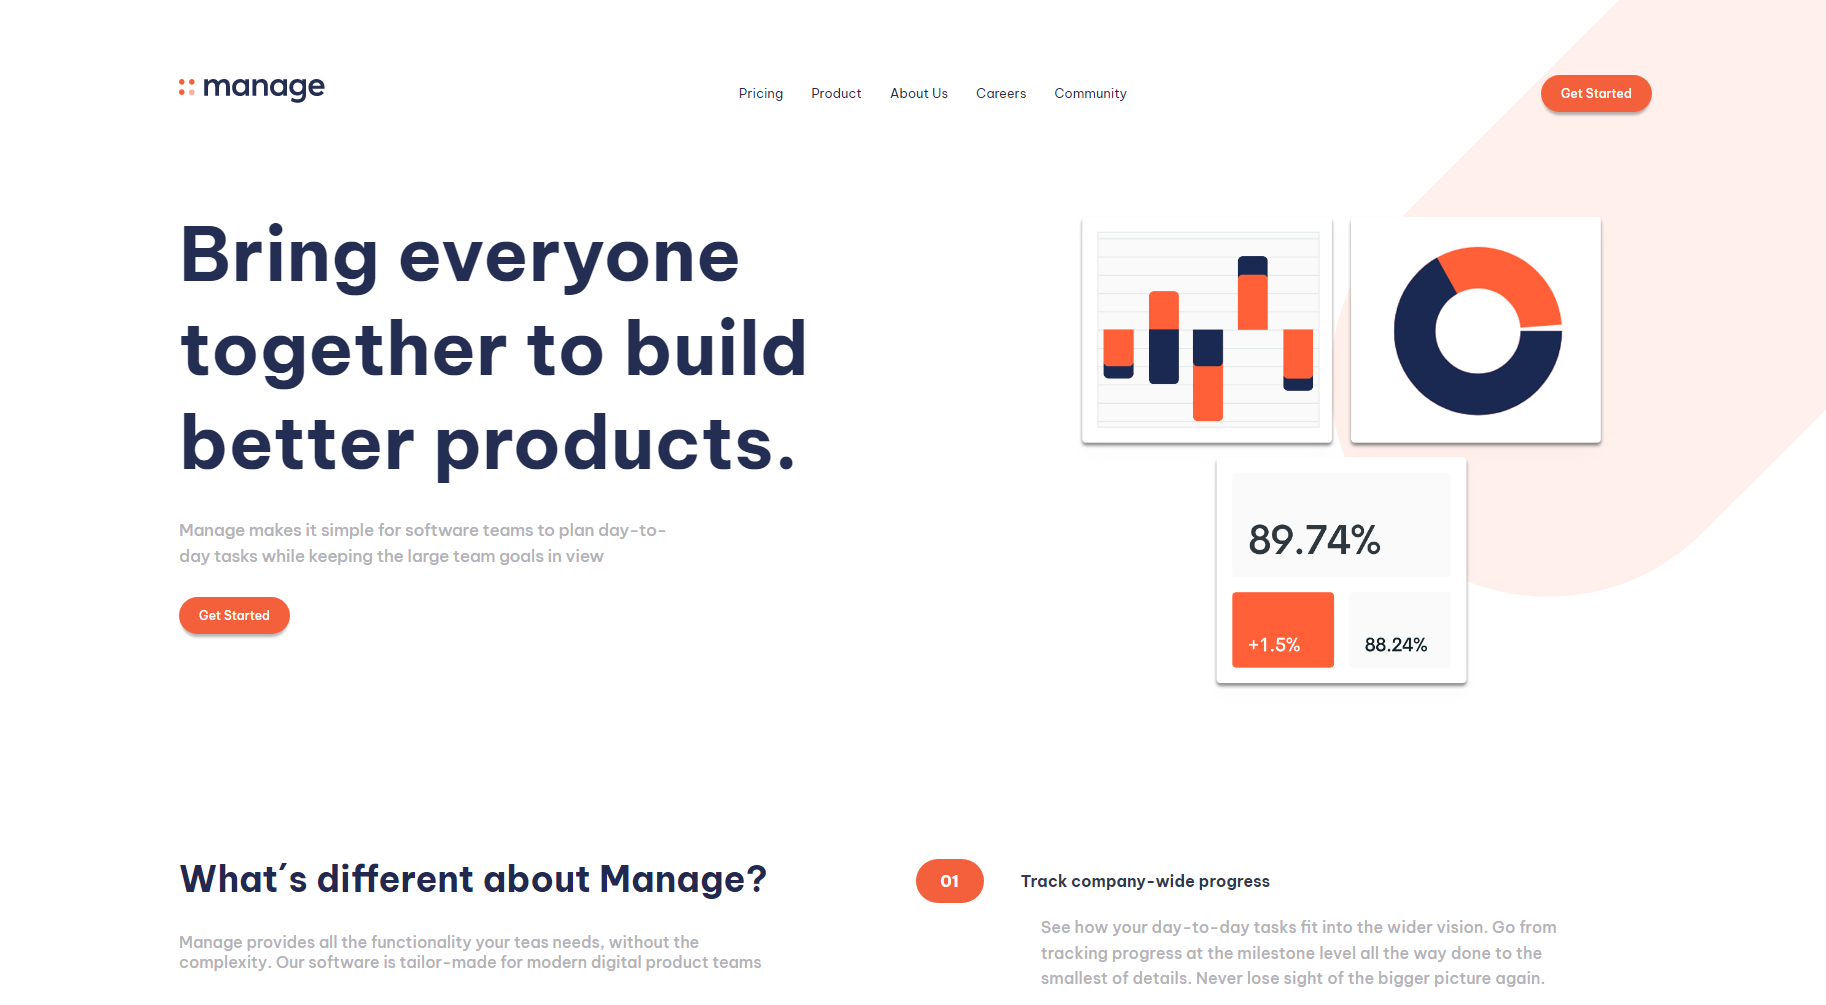 manage
Pricing Product About Us Careers Community
Get Started
Bring everyone
together to build
better products.
Manage makes it simple for software teams to plan day-to-
day tasks while keeping the large team goals in view
Get Started
89.74%
+1.5% 88.24%
What´s different about Manage?
Manage provides all the functionality your teas needs, without the
complexity. Our software is tailor-made for modern digital product teams
01 Track company-wide progress
See how your day-to-day tasks fit into the wider vision. Go from
tracking progress at the milestone level all the way done to the
smallest of details. Never lose sight of the bigger picture again.